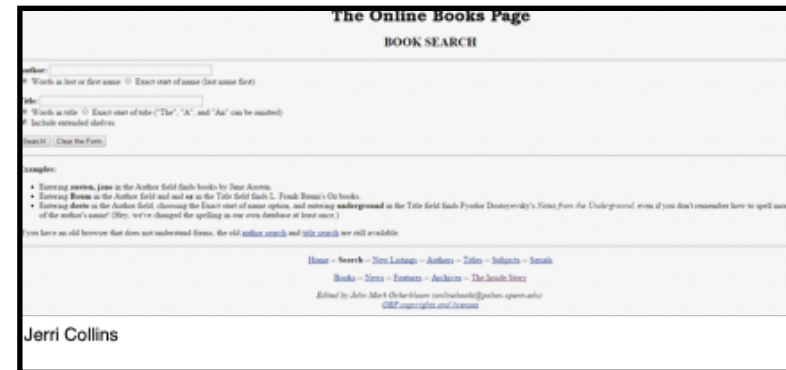 The Online Books Page
BOOK SEARCH
Author:
Words in last or first name Exact start of name (last name first)
Title:
Words in title Exact start of title ("The", "A", and "An" can be omitted)
Include extended shelves
Search Clear the Form
Examples:
Entering austen, jane in the Author field finds books by Jane Austen.
Entering Baum in the Author field and oz in the Title field finds L. Frank Baum's Oz books.
Entering dosto in the Author field, choosing the Exact start of name option, and entering underground in the Title field finds Fyodor Dostoyevsky's Notes from the Underground, even if you don't remember how to spell more
of the author's name! (Hey, we've changed the spelling in our own database at least once.)
If you have an old browser that does not understand forms, the old author search and title search are still available.
Home -- Search -- New Listings -- Authors -- Titles -- Subjects -- Serials
Books -- News -- Features -- Archives -- The Inside Story
Edited by John Mark Ockerbloom (onlinebooks@pobox.upenn.edu)
OBP copyrights and licenses
Jerri Collins